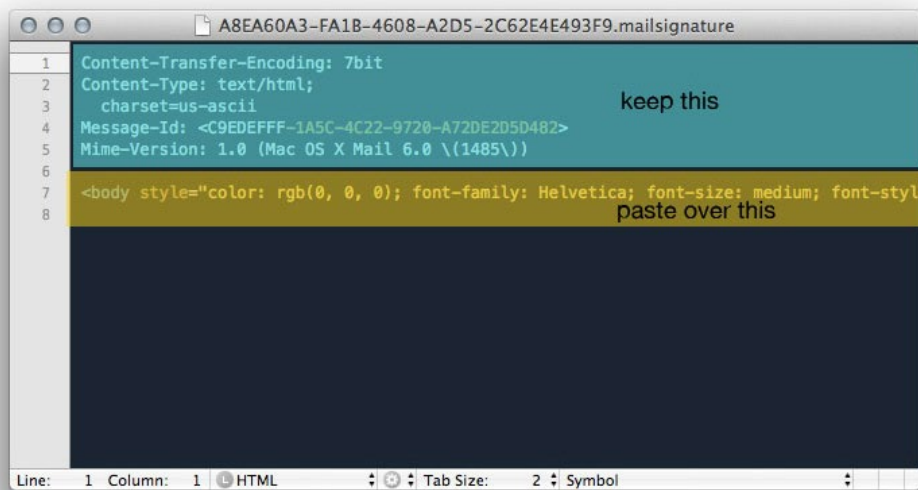 A8EA60A3-FA1B-4608-A2D5-2C62E4E493F9.mailsignature
1 Content-Transfer-Encoding: 7bit
2 Content-Type: text/html;
3 charset=us-ascii
keep this
4 Message-Id: <C9EDEFFF-1A5C-4C22-9720-A72DE2D5D482>
5 Mime-Version: 1.0 (Mac OS X Mail 6.0 \(1485\))
6
7 <body style="color: rgb(0, 0, 0); font-family: Helvetica; font-size: medium; font-styl
paste over this
8
Line: 1 Column: 1 L HTML Tab Size: 2 Symbol